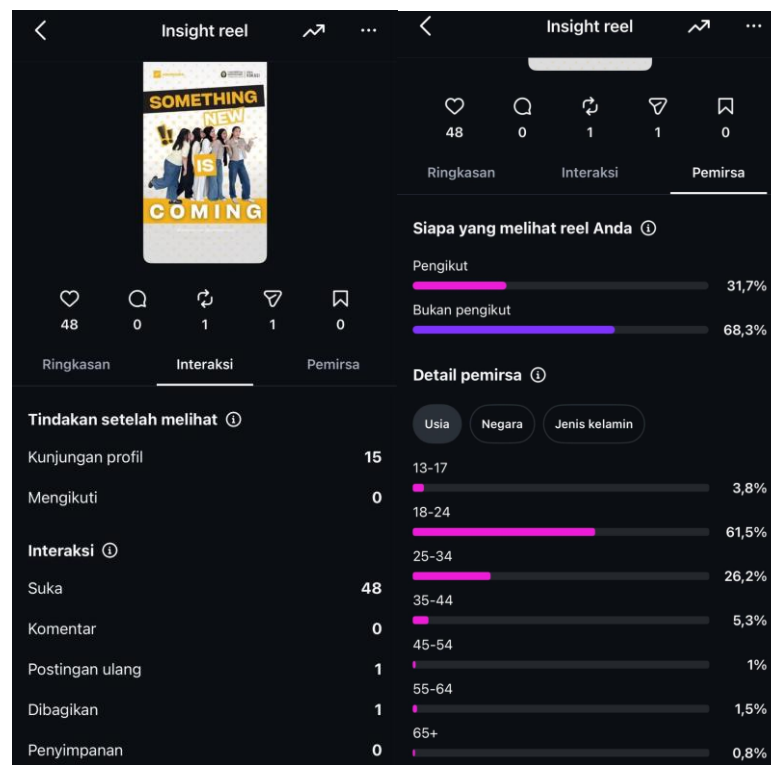 Insight reel
SOMETHING
NEW
IS
COMING
48 0 1 1 0
Ringkasan Interaksi Pemirsa
Tindakan setelah melihat
Kunjungan profil 15
Mengikuti 0
Interaksi
Suka 48
Komentar 0
Postingan ulang 1
Dibagikan 1
Penyimpanan 0
Insight reel
48 0 1 1 0
Ringkasan Interaksi Pemirsa
Siapa yang melihat reel Anda
Pengikut
31,7%
Bukan pengikut
68,3%
Detail pemirsa
Usia Negara Jenis kelamin
13-17
3,8%
18-24
61,5%
25-34
26,2%
35-44
5,3%
45-54
1%
55-64
1,5%
65+
0,8%